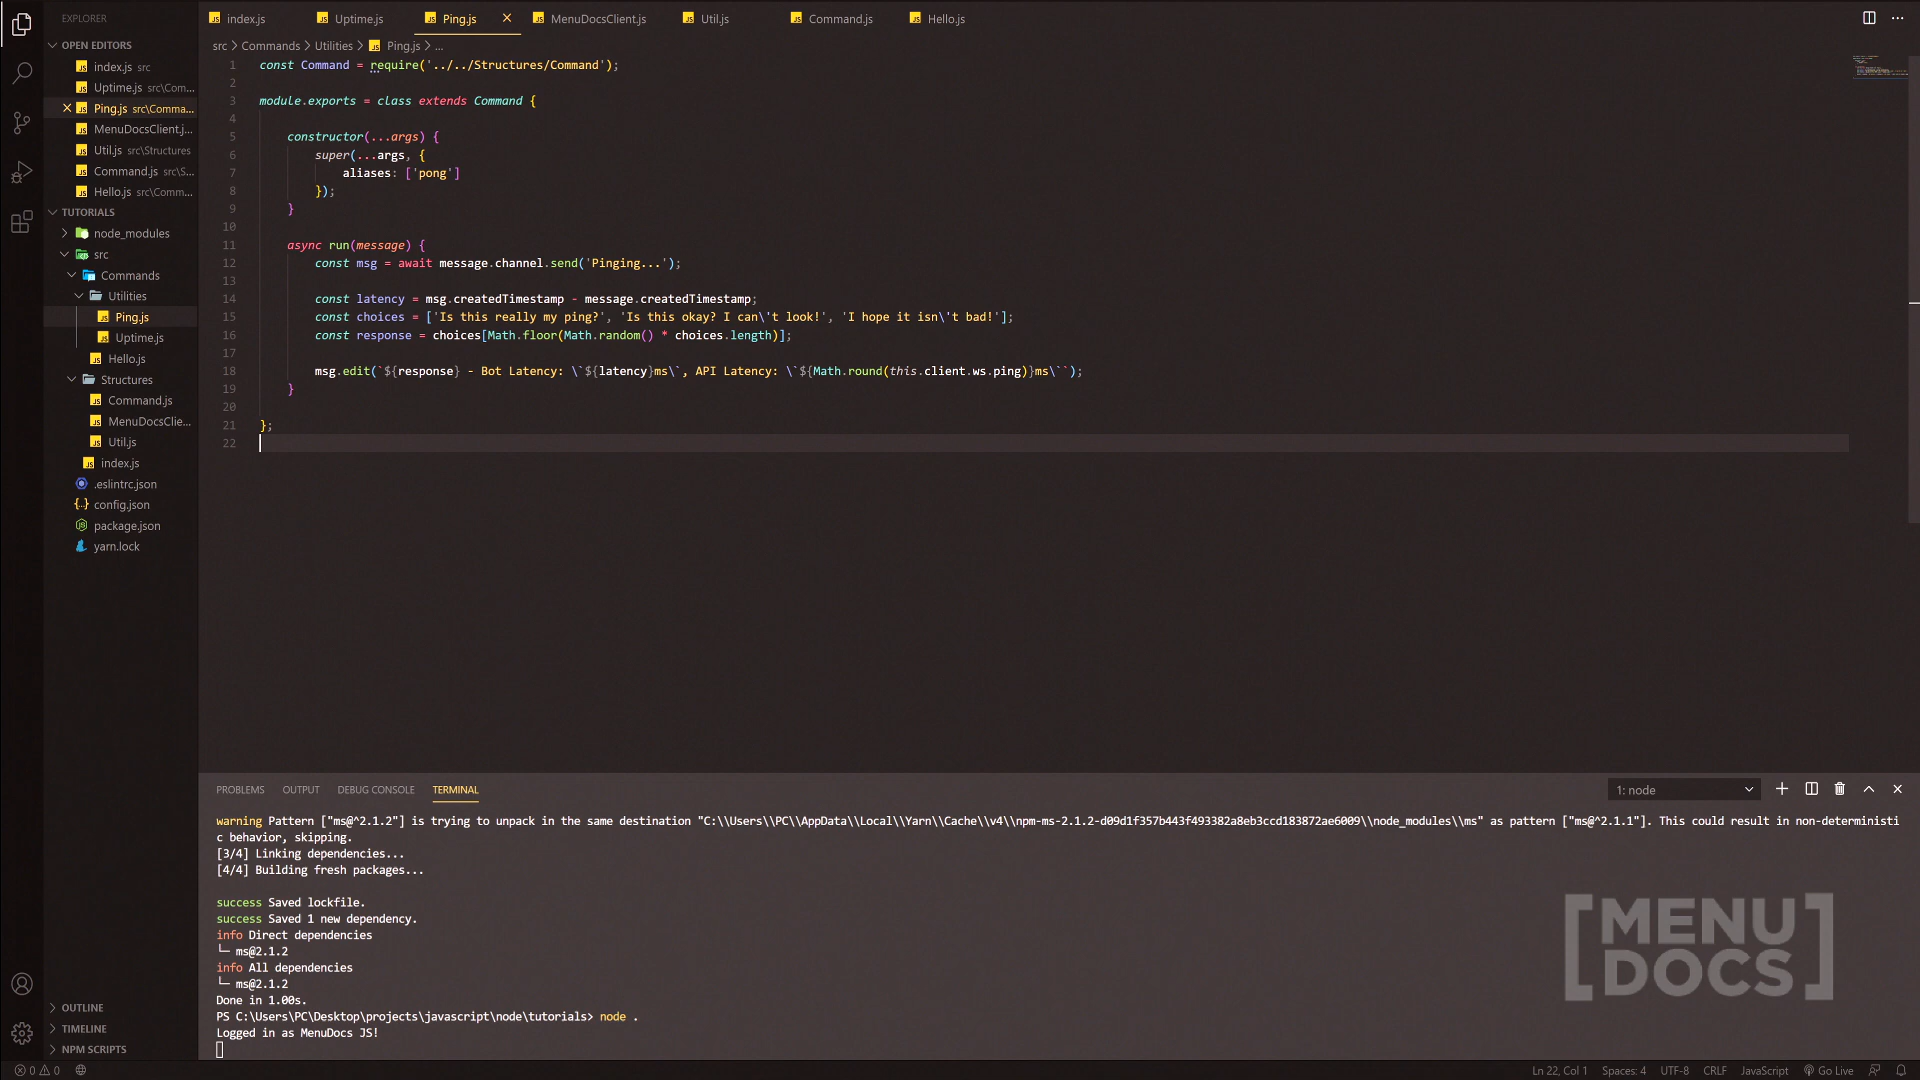 EXPLORER
OPEN EDITORS
index.js src
Uptime.js src\Com...
Ping.js src\Comma...
MenuDocsClient.j...
Util.js src\Structures
Command.js src\S...
Hello.js src\Comm...
TUTORIALS
node_modules
src
Commands
Utilities
Ping.js
Uptime.js
Hello.js
Structures
Command.js
MenuDocsClie...
Util.js
index.js
.eslintrc.json
config.json
package.json
yarn.lock
OUTLINE
TIMELINE
NPM SCRIPTS
index.js Uptime.js Ping.js MenuDocsClient.js Util.js Command.js Hello.js
src > Commands > Utilities > Ping.js > ...
1 const Command = require('../../Structures/Command');
2
3 module.exports = class extends Command {
4
5 constructor(...args) {
6 super(...args, {
7 aliases: ['pong']
8 });
9 }
10
11 async run(message) {
12 const msg = await message.channel.send('Pinging...');
13
14 const latency = msg.createdTimestamp - message.createdTimestamp;
15 const choices = ['Is this really my ping?', 'Is this okay? I can\'t look!', 'I hope it isn\'t bad!'];
16 const response = choices[Math.floor(Math.random() * choices.length)];
17
18 msg.edit(`${response} - Bot Latency: \`${latency}ms\`, API Latency: \`${Math.round(this.client.ws.ping)}ms\``);
19 }
20
21 };
22
PROBLEMS OUTPUT DEBUG CONSOLE TERMINAL 1: node
warning Pattern ["ms@^2.1.2"] is trying to unpack in the same destination "C:\\Users\\PC\\AppData\\Local\\Yarn\\Cache\\v4\\npm-ms-2.1.2-d09d1f357b443f493382a8eb3ccd183872ae6009\\node_modules\\ms" as pattern ["ms@^2.1.1"]. This could result in non-deterministi
c behavior, skipping.
[3/4] Linking dependencies...
[4/4] Building fresh packages...
success Saved lockfile.
success Saved 1 new dependency.
info Direct dependencies
└─ ms@2.1.2
info All dependencies
└─ ms@2.1.2
Done in 1.00s.
PS C:\Users\PC\Desktop\projects\javascript\node\tutorials> node .
Logged in as MenuDocs JS!
[MENU
DOCS]
0 0 Ln 22, Col 1 Spaces: 4 UTF-8 CRLF JavaScript Go Live